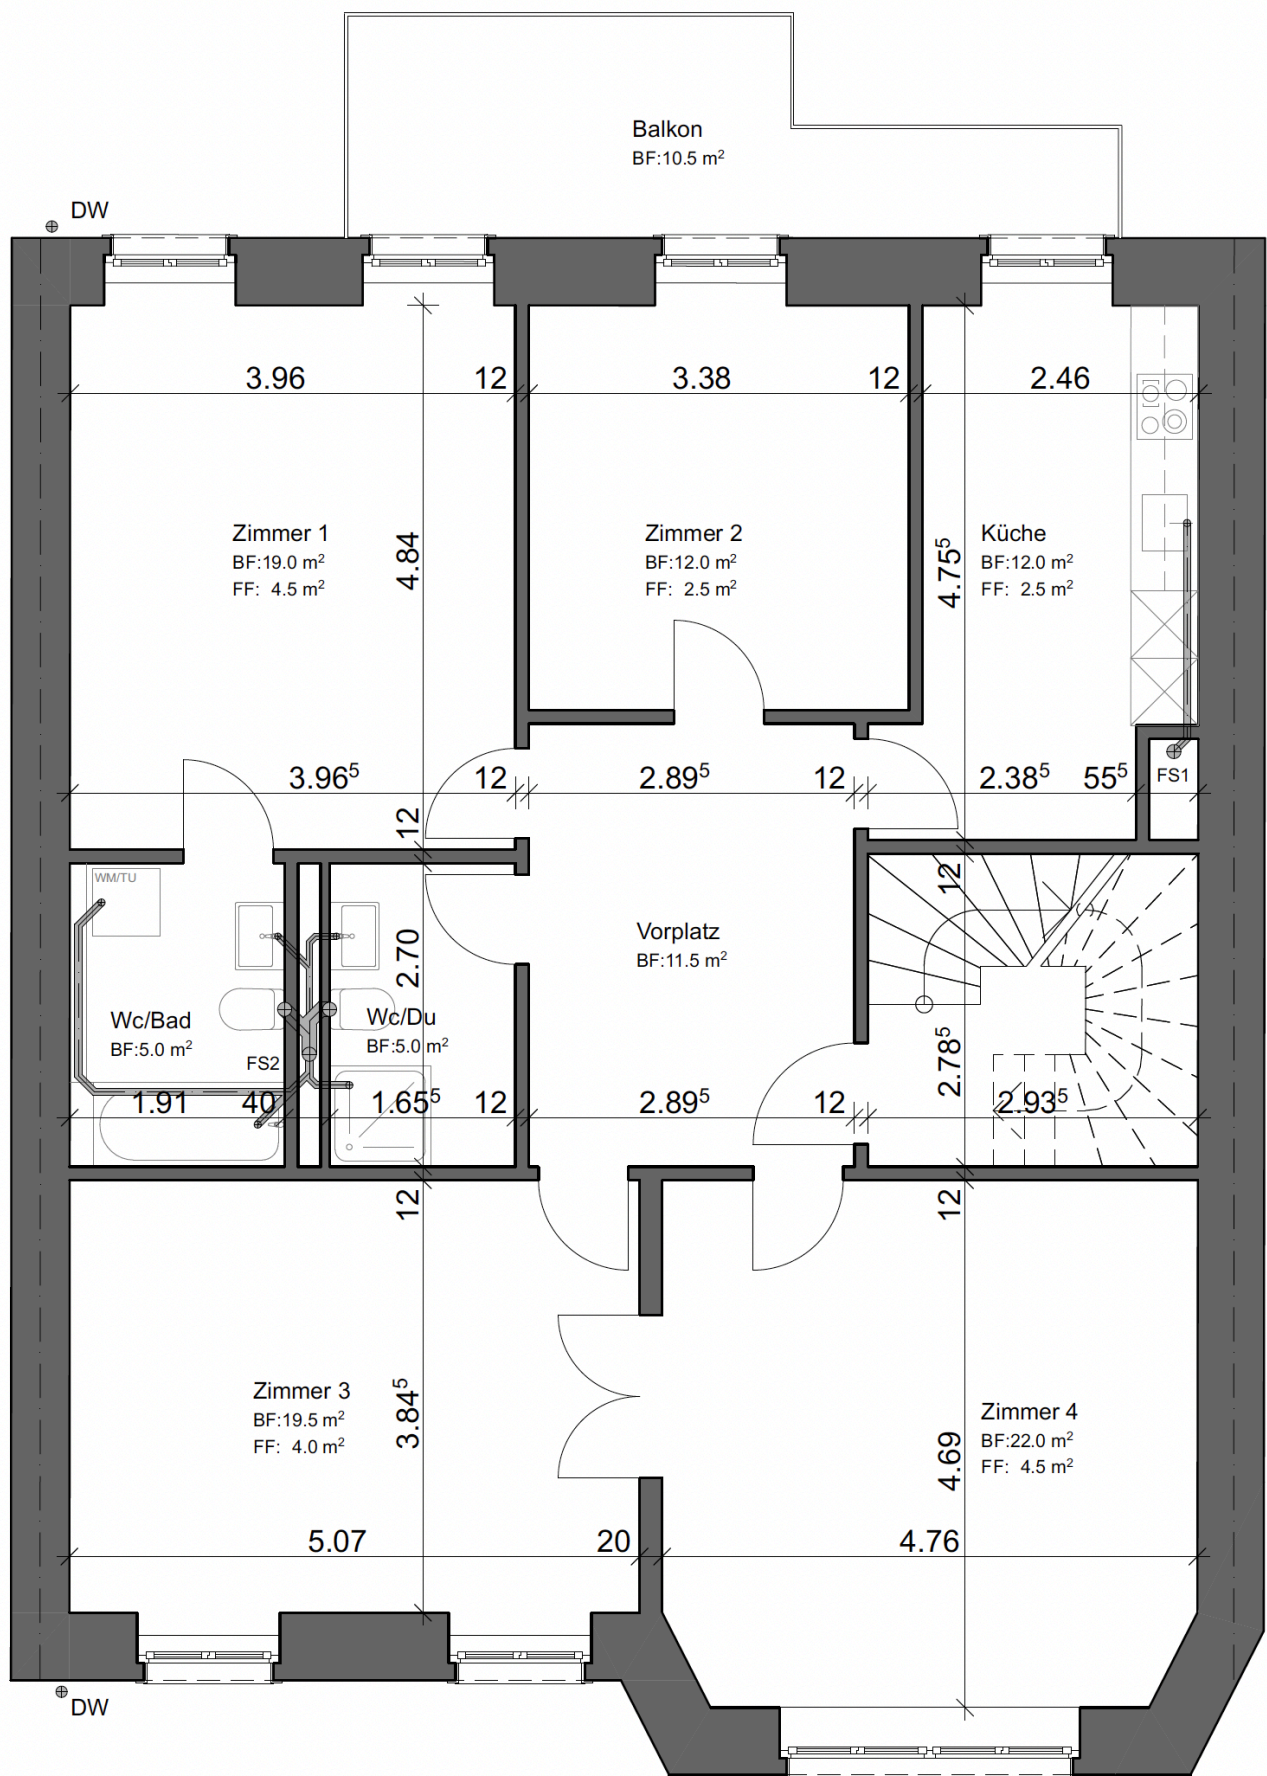 Balkon
BF:10.5 m²
DW
3.96
12
3.38
12
2.46
Zimmer 1
BF:19.0 m²
FF: 4.5 m²
4.84
Zimmer 2
BF:12.0 m²
FF: 2.5 m²
4.75⁵
Küche
BF:12.0 m²
FF: 2.5 m²
3.96⁵
12
12
2.89⁵
12
2.38⁵
55⁵
FS1
WM/TU
12
Vorplatz
BF:11.5 m²
2.70
Wc/Bad
BF:5.0 m²
FS2
Wc/Du
BF:5.0 m²
2.78⁵
1.91
40
1.65⁵
12
2.89⁵
12
2.93⁵
12
12
Zimmer 3
BF:19.5 m²
FF: 4.0 m²
3.84⁵
Zimmer 4
BF:22.0 m²
FF: 4.5 m²
4.69
5.07
20
4.76
DW